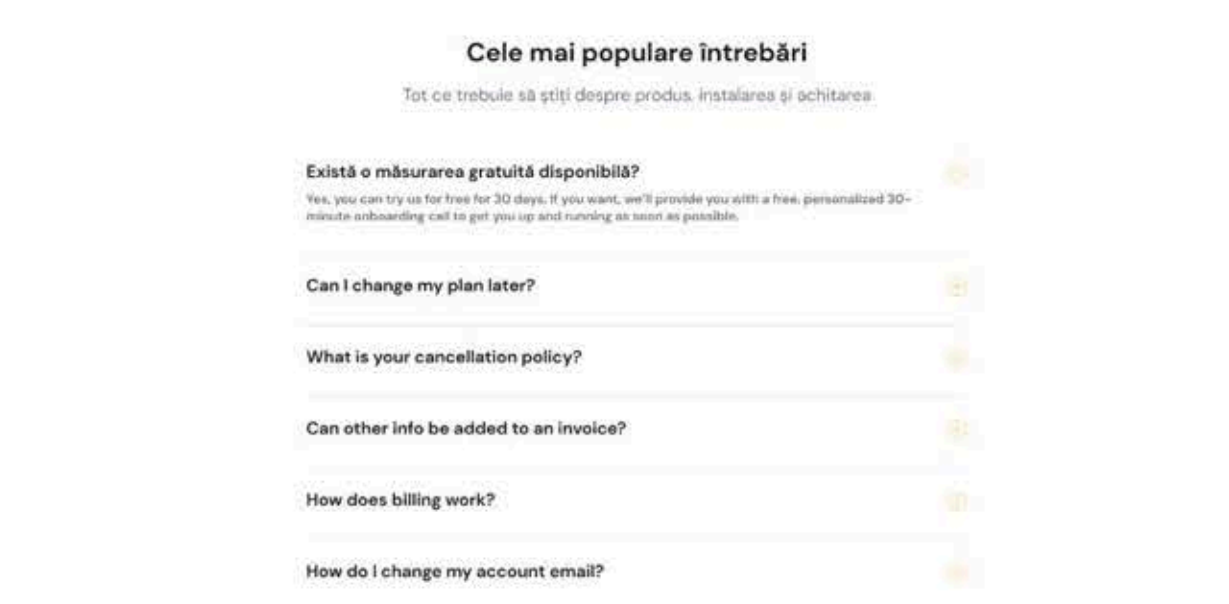 Cele mai populare întrebări
Tot ce trebuie să știți despre produs, instalarea și achitarea
Există o măsurarea gratuită disponibilă?
Yes, you can try us for free for 30 days. If you want, we'll provide you with a free, personalized 30-
minute onboarding call to get you up and running as soon as possible.
Can I change my plan later?
What is your cancellation policy?
Can other info be added to an invoice?
How does billing work?
How do I change my account email?